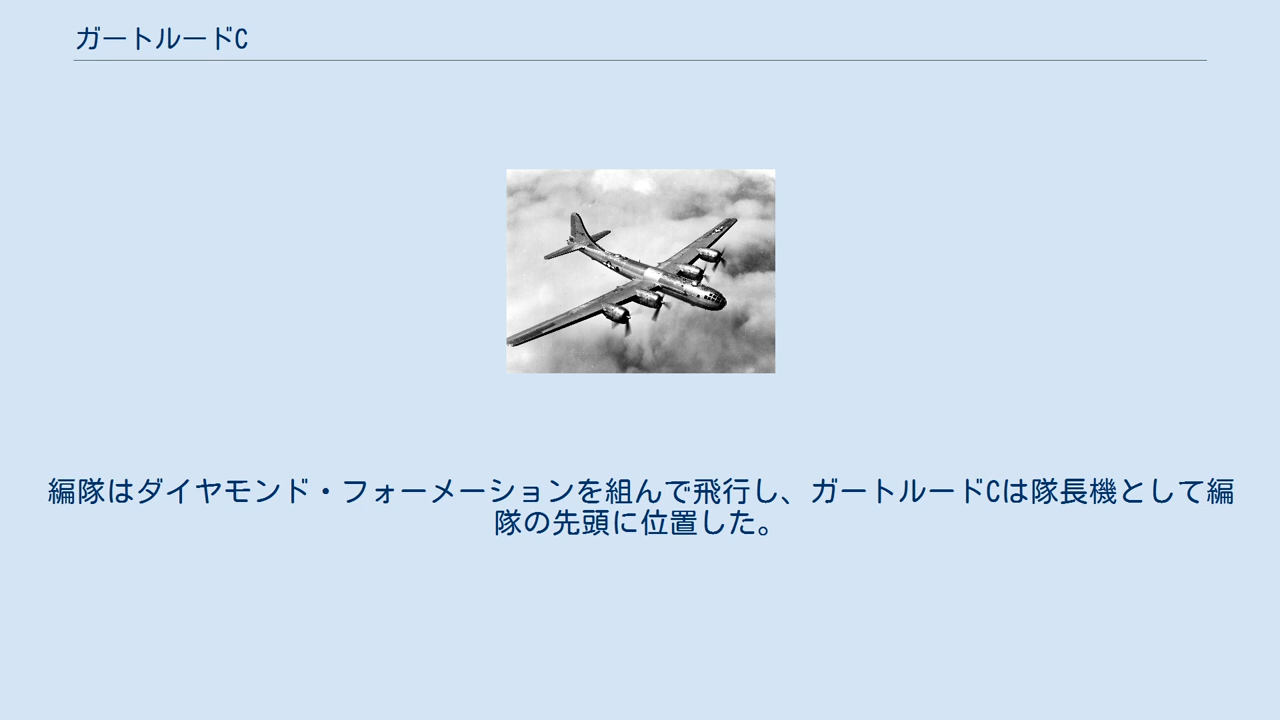 ガートルードC
編隊はダイヤモンド・フォーメーションを組んで飛行し、ガートルードCは隊長機として編
隊の先頭に位置した。